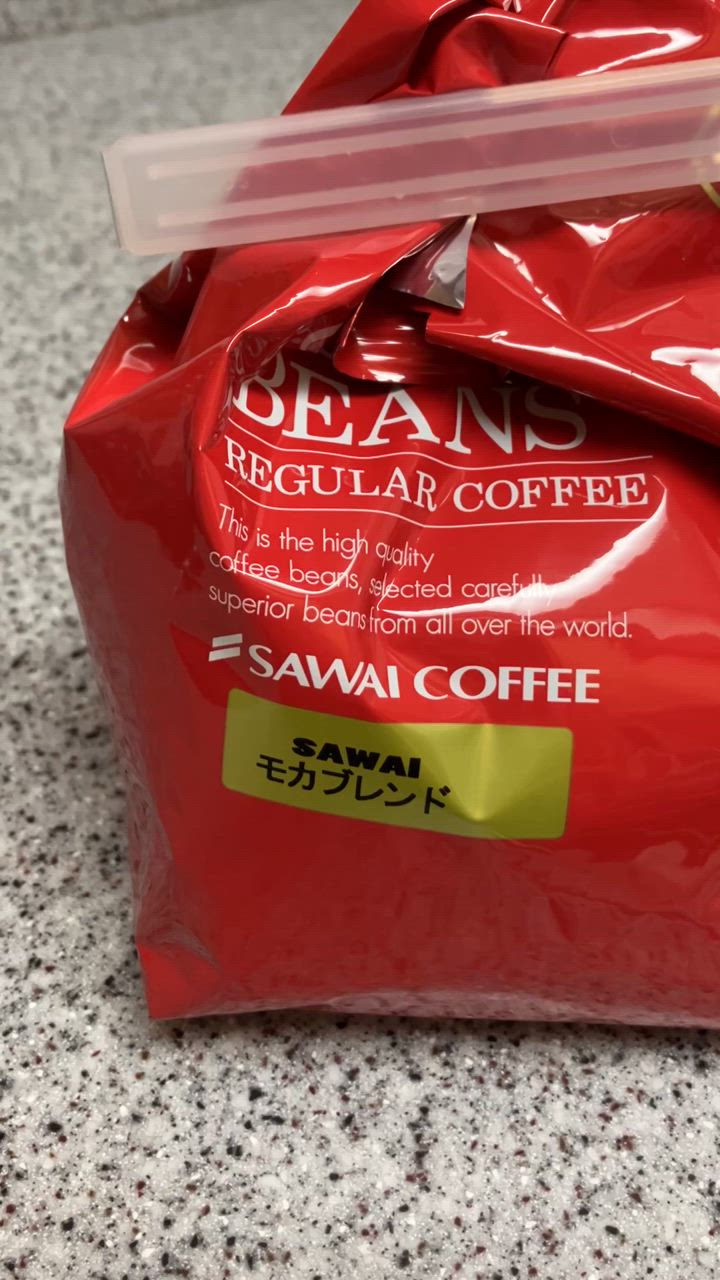 BEANS
REGULAR COFFEE
This is the high quality
coffee beans, selected carefully
superior beans from all over the world.
SAWAI COFFEE
SAWAI
モカブレンド